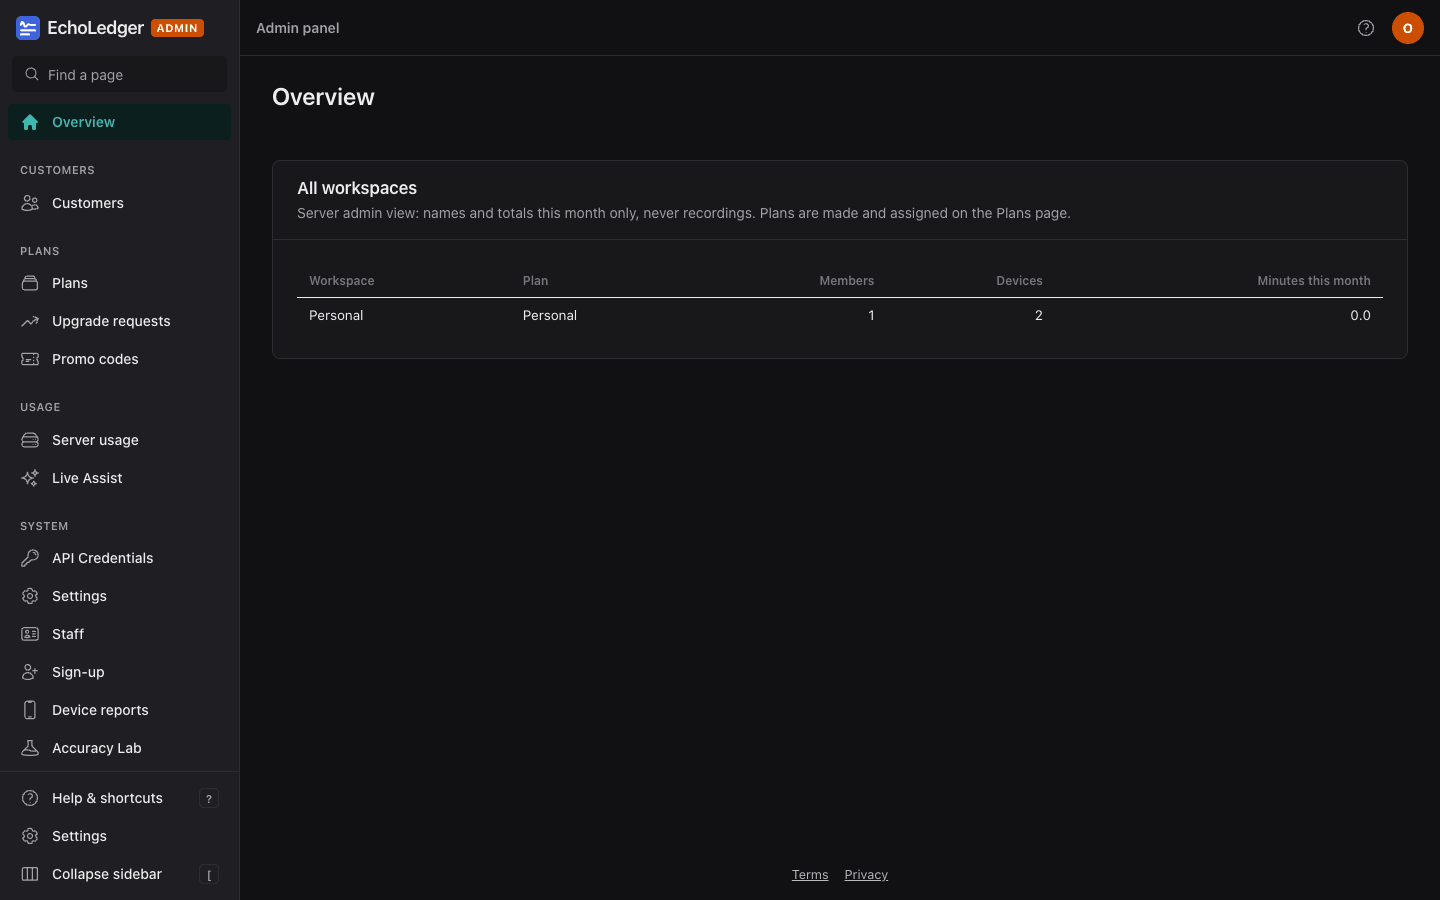 EchoLedger ADMIN
Admin panel
O
Find a page
Overview
CUSTOMERS
Customers
PLANS
Plans
Upgrade requests
Promo codes
USAGE
Server usage
Live Assist
SYSTEM
API Credentials
Settings
Staff
Sign-up
Device reports
Accuracy Lab
Help & shortcuts ?
Settings
Collapse sidebar [
Overview
All workspaces
Server admin view: names and totals this month only, never recordings. Plans are made and assigned on the Plans page.
Workspace Plan Members Devices Minutes this month
Personal Personal 1 2 0.0
Terms Privacy